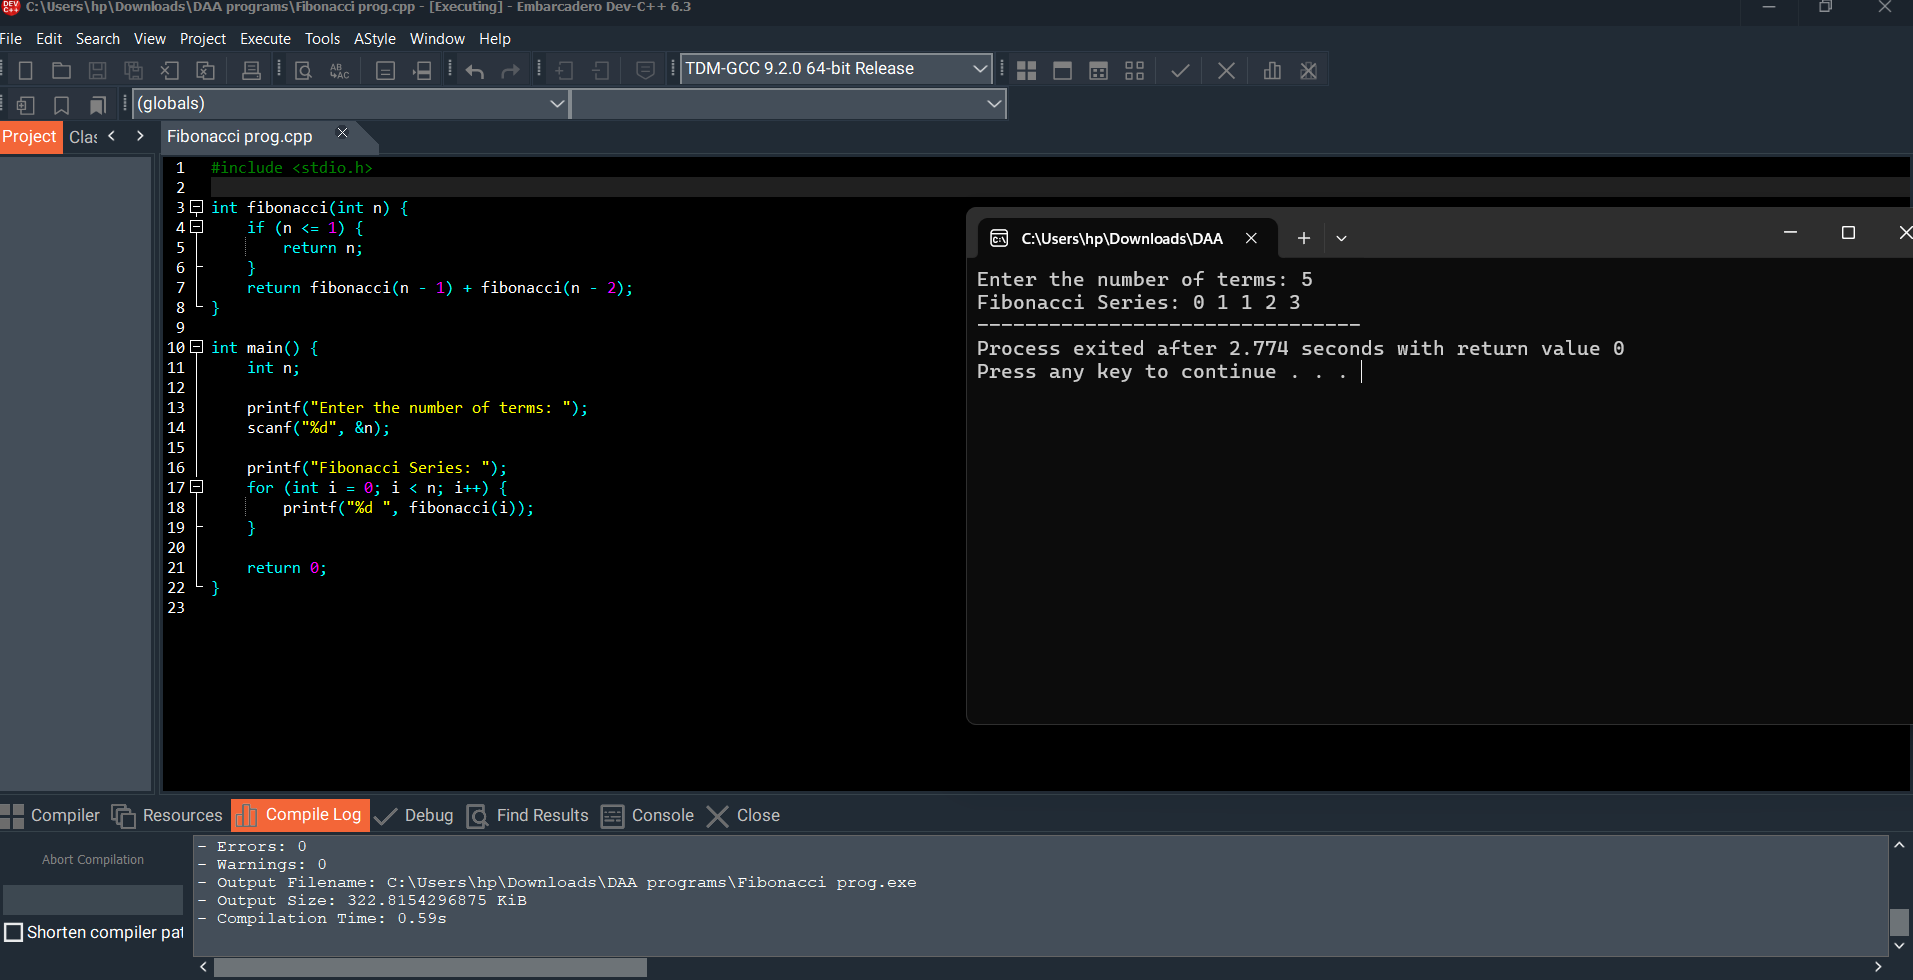 C:\Users\hp\Downloads\DAA programs\Fibonacci prog.cpp - [Executing] - Embarcadero Dev-C++ 6.3
File Edit Search View Project Execute Tools AStyle Window Help
TDM-GCC 9.2.0 64-bit Release
(globals)
Project Clas
Fibonacci prog.cpp
1 #include <stdio.h>
2
3 int fibonacci(int n) {
4 if (n <= 1) {
5 return n;
6 }
7 return fibonacci(n - 1) + fibonacci(n - 2);
8 }
9
10 int main() {
11 int n;
12
13 printf("Enter the number of terms: ");
14 scanf("%d", &n);
15
16 printf("Fibonacci Series: ");
17 for (int i = 0; i < n; i++) {
18 printf("%d ", fibonacci(i));
19 }
20
21 return 0;
22 }
23
C:\Users\hp\Downloads\DAA
Enter the number of terms: 5
Fibonacci Series: 0 1 1 2 3
--------------------------------
Process exited after 2.774 seconds with return value 0
Press any key to continue . . .
Compiler Resources Compile Log Debug Find Results Console Close
Abort Compilation
Shorten compiler pat
- Errors: 0
- Warnings: 0
- Output Filename: C:\Users\hp\Downloads\DAA programs\Fibonacci prog.exe
- Output Size: 322.8154296875 KiB
- Compilation Time: 0.59s